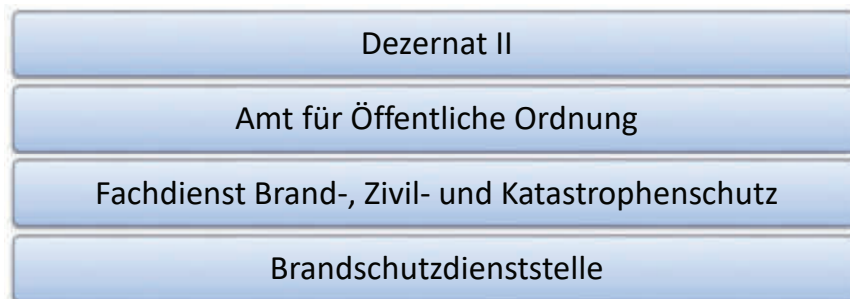 Dezernat II
Amt für Öffentliche Ordnung
Fachdienst Brand-, Zivil- und Katastrophenschutz
Brandschutzdienststelle